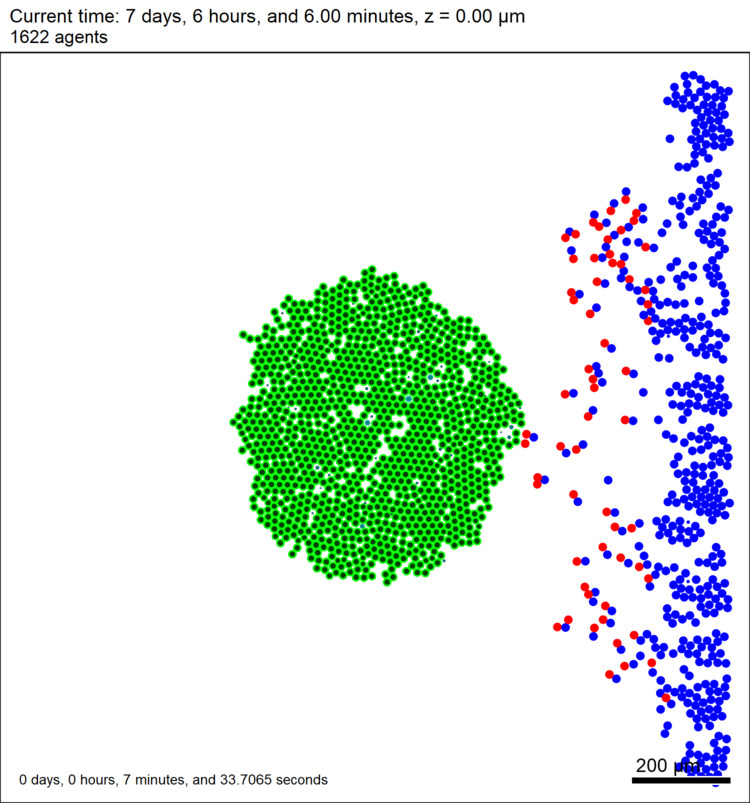 Current time: 7 days, 6 hours, and 6.00 minutes, z = 0.00 μm
1622 agents
200 μm
0 days, 0 hours, 7 minutes, and 33.7065 seconds